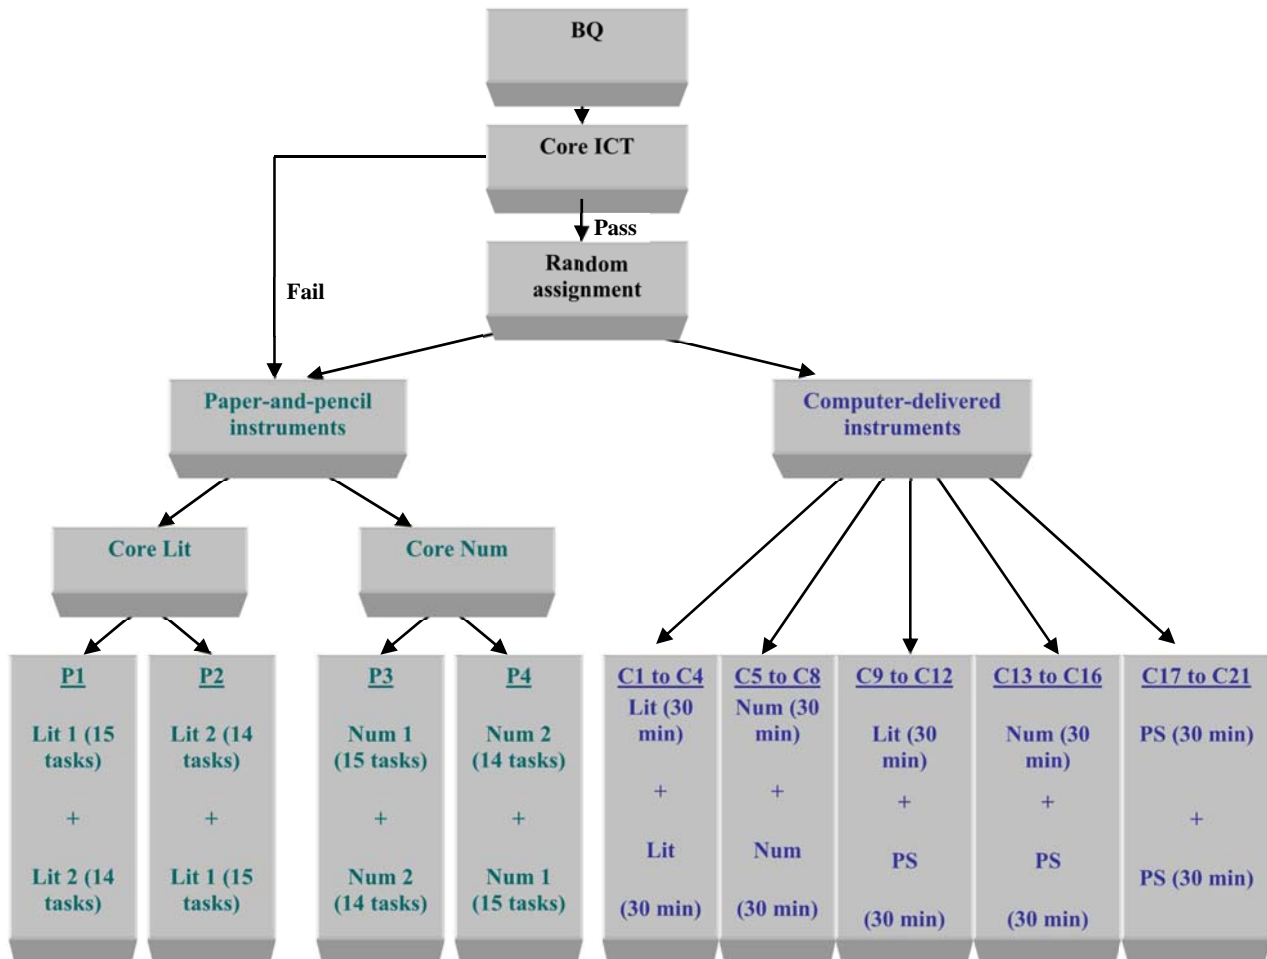 BQ
Core ICT
Pass
Random
assignment
Fail
Paper-and-pencil
instruments
Computer-delivered
instruments
Core Lit
Core Num
P1
Lit 1 (15
tasks)
+
Lit 2 (14
tasks)
P2
Lit 2 (14
tasks)
+
Lit 1 (15
tasks)
P3
Num 1
(15 tasks)
+
Num 2
(14 tasks)
P4
Num 2
(14 tasks)
+
Num 1
(15 tasks)
C1 to C4
Lit (30
min)
+
Lit
(30 min)
C5 to C8
Num (30
min)
+
Num
(30 min)
C9 to C12
Lit (30
min)
+
PS
(30 min)
C13 to C16
Num (30
min)
+
PS
(30 min)
C17 to C21
PS (30 min)
+
PS (30 min)